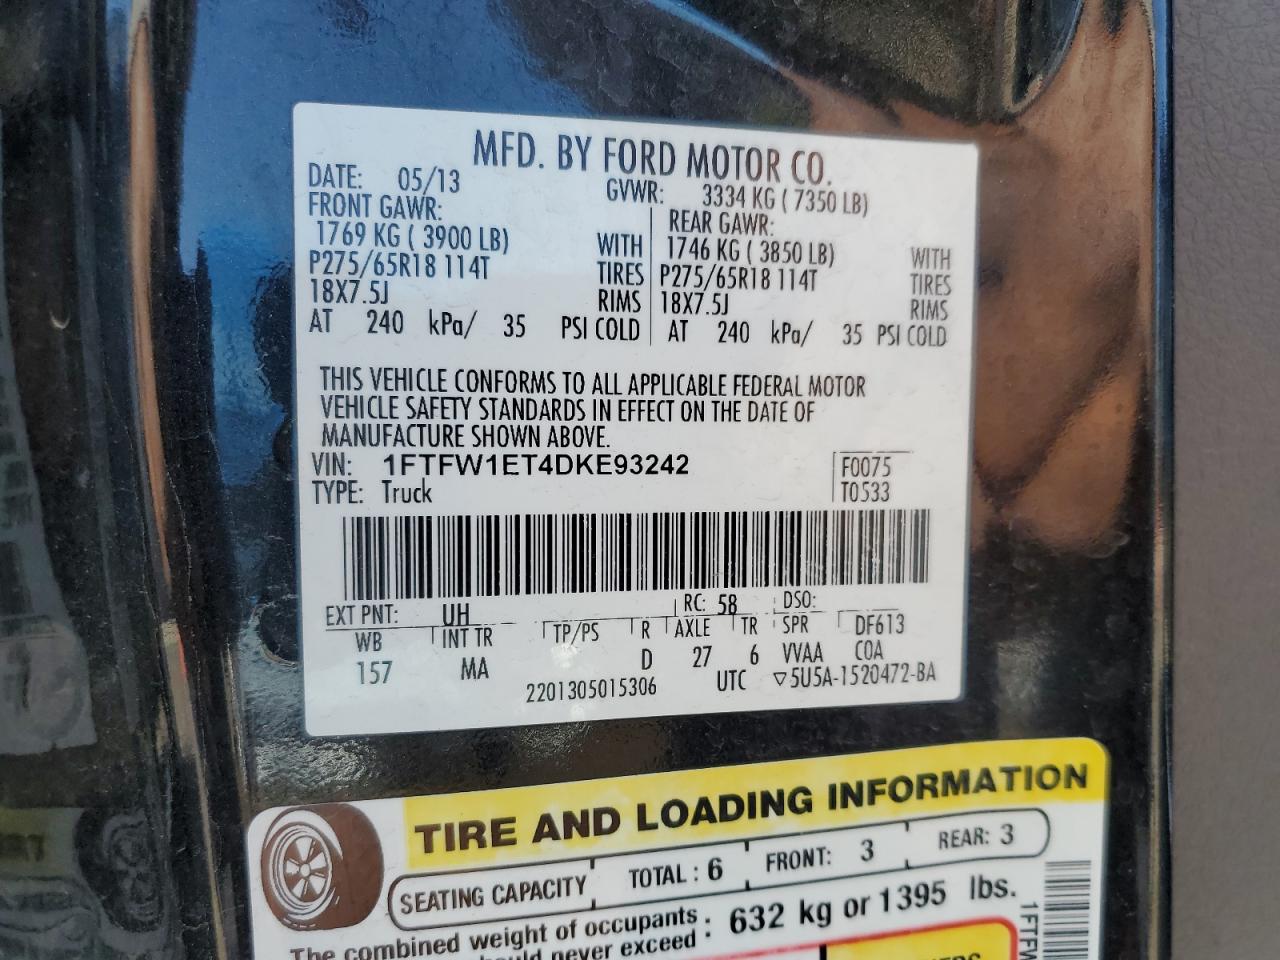 MFD. BY FORD MOTOR CO.
DATE: 05/13 GVWR: 3334 KG ( 7350 LB)
FRONT GAWR: REAR GAWR:
1769 KG ( 3900 LB) WITH 1746 KG ( 3850 LB) WITH
P275/65R18 114T TIRES P275/65R18 114T TIRES
18X7.5J RIMS 18X7.5J RIMS
AT 240 kPa/ 35 PSI COLD AT 240 kPa/ 35 PSI COLD
THIS VEHICLE CONFORMS TO ALL APPLICABLE FEDERAL MOTOR
VEHICLE SAFETY STANDARDS IN EFFECT ON THE DATE OF
MANUFACTURE SHOWN ABOVE.
VIN: 1FTFW1ET4DKE93242 F0075
TYPE: Truck T0533
EXT PNT: UH RC: 58 DSO:
WB INT TR TP/PS R AXLE TR SPR DF613
157 MA D 27 6 VVAA COA
2201305015306 UTC ▽5U5A-1520472-BA
TIRE AND LOADING INFORMATION
SEATING CAPACITY TOTAL : 6 FRONT: 3 REAR: 3
The combined weight of occupants : 632 kg or 1395 lbs.
never exceed
1FTF